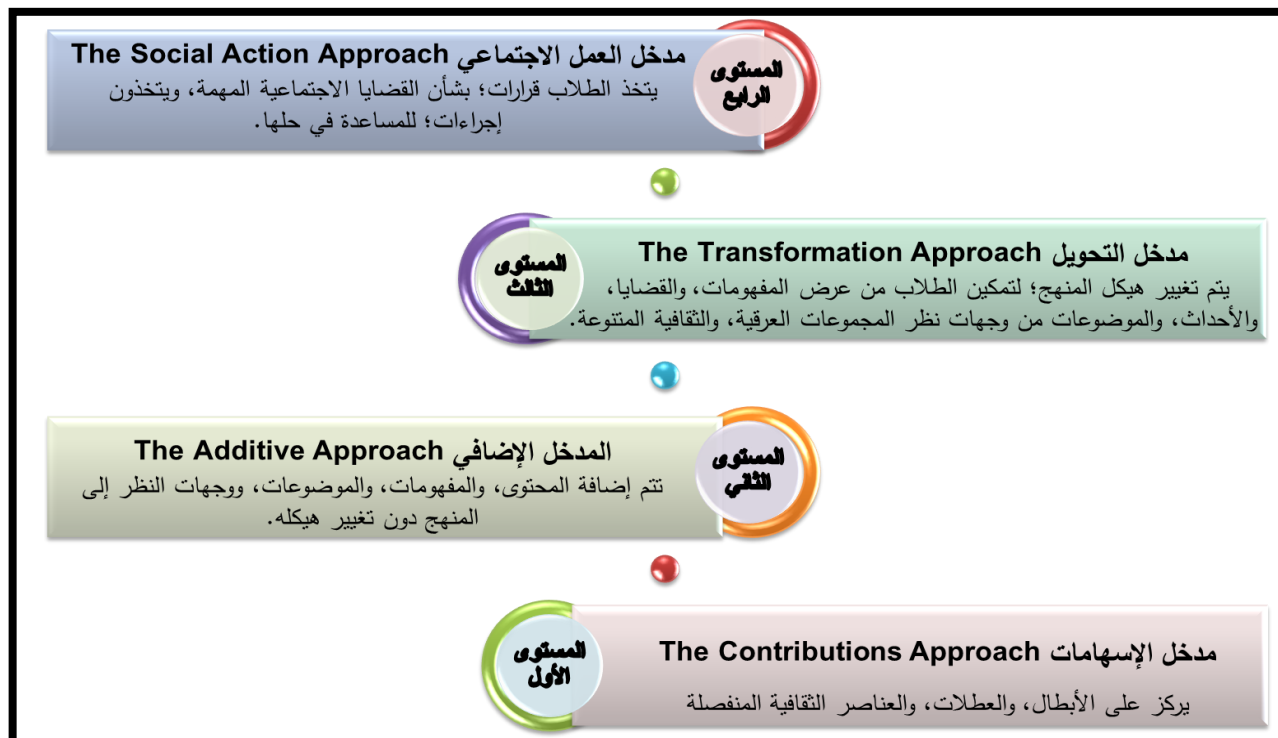 مدخل العمل الاجتماعي The Social Action Approach
يتخذ الطلاب قرارات؛ بشأن القضايا الاجتماعية المهمة، ويتخذون
إجراءات؛ للمساعدة في حلها.
المستوى
الرابع
مدخل التحويل The Transformation Approach
يتم تغيير هيكل المنهج؛ لتمكين الطلاب من عرض المفهومات، والقضايا،
والأحداث، والموضوعات من وجهات نظر المجموعات العرقية، والثقافية المتنوعة.
المستوى
الثالث
المدخل الإضافي The Additive Approach
تتم إضافة المحتوى، والمفهومات، والموضوعات، ووجهات النظر إلى
المنهج دون تغيير هيكله.
المستوى
الثاني
مدخل الإسهامات The Contributions Approach
يركز على الأبطال، والعطلات، والعناصر الثقافية المنفصلة
المستوى
الأول